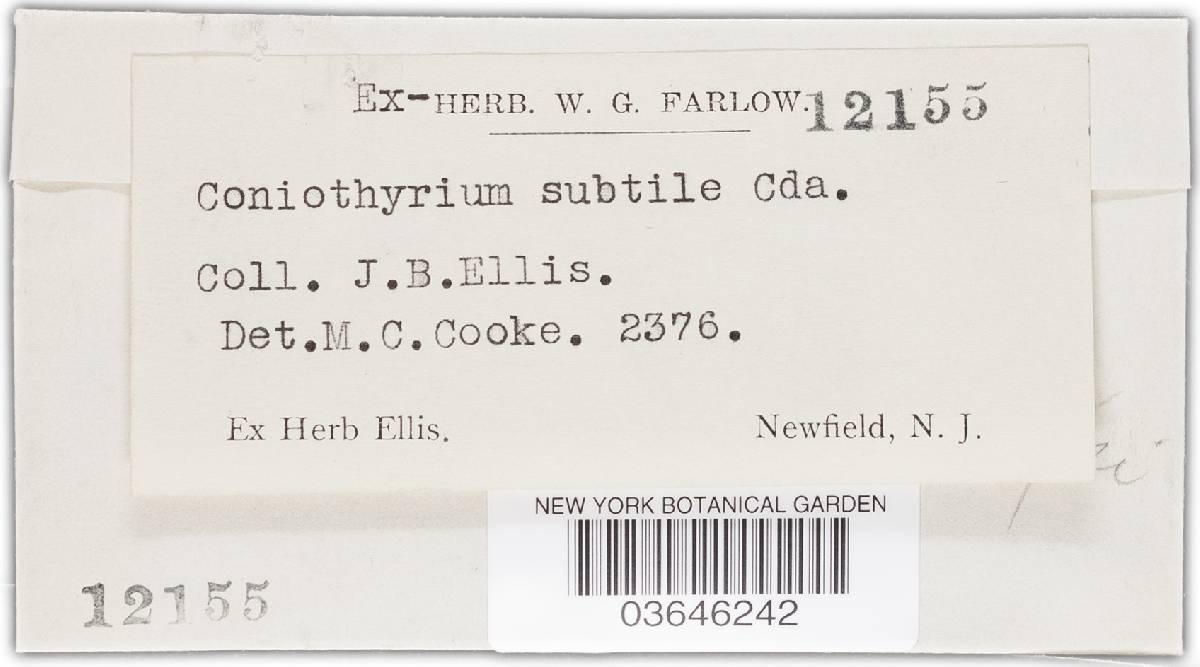 Ex-HERB. W. G. FARLOW. 12155
Coniothyrium subtile Cda.
Coll. J.B.Ellis.
Det.M.C.Cooke. 2376.
Ex Herb Ellis. Newfield, N. J.
NEW YORK BOTANICAL GARDEN
03646242
12155